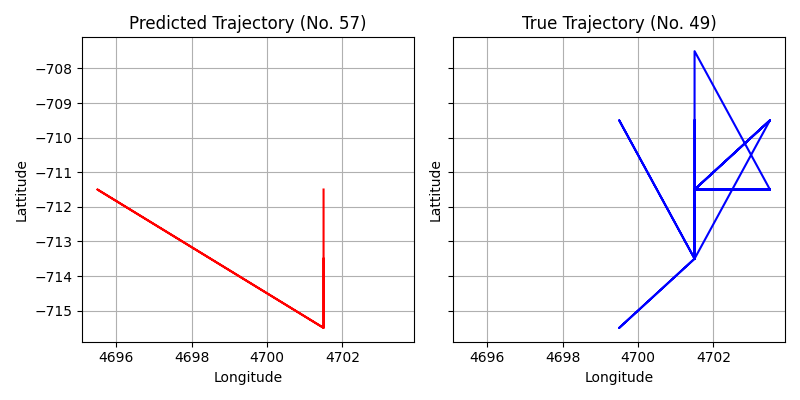 Predicted Trajectory (No. 57)
True Trajectory (No. 49)
Lattitude
−708
−709
−710
−711
−712
−713
−714
−715
4696 4698 4700 4702
Longitude
Lattitude
4696 4698 4700 4702
Longitude